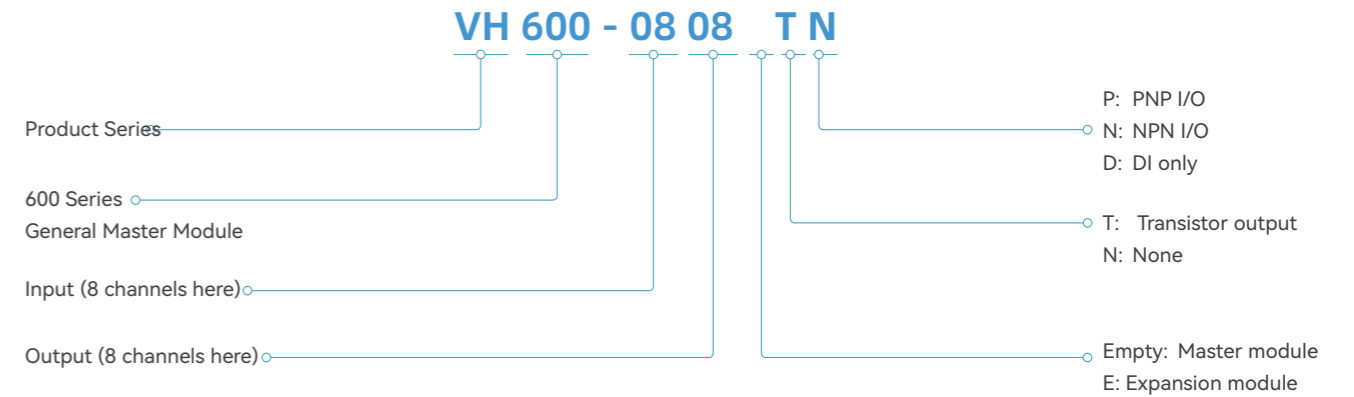 VH 600 - 08 08 T N
Product Series
600 Series
General Master Module
Input (8 channels here)
Output (8 channels here)
P: PNP I/O
N: NPN I/O
D: DI only
T: Transistor output
N: None
Empty: Master module
E: Expansion module